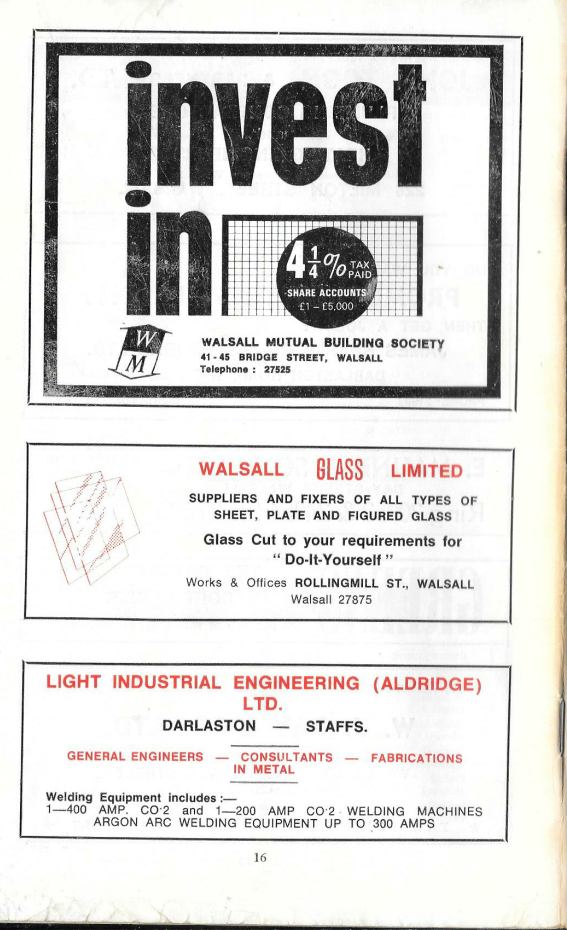 invest
in
4 1/4 % TAX PAID
SHARE ACCOUNTS
£1 – £5,000
W
M
WALSALL MUTUAL BUILDING SOCIETY
41 - 45 BRIDGE STREET, WALSALL
Telephone : 27525
WALSALL GLASS LIMITED
SUPPLIERS AND FIXERS OF ALL TYPES OF
SHEET, PLATE AND FIGURED GLASS
Glass Cut to your requirements for
“ Do-It-Yourself ”
Works & Offices ROLLINGMILL ST., WALSALL
Walsall 27875
LIGHT INDUSTRIAL ENGINEERING (ALDRIDGE)
LTD.
DARLASTON — STAFFS.
GENERAL ENGINEERS — CONSULTANTS — FABRICATIONS
IN METAL
Welding Equipment includes :—
1—400 AMP. CO·2 and 1—200 AMP CO·2 WELDING MACHINES
ARGON ARC WELDING EQUIPMENT UP TO 300 AMPS
16